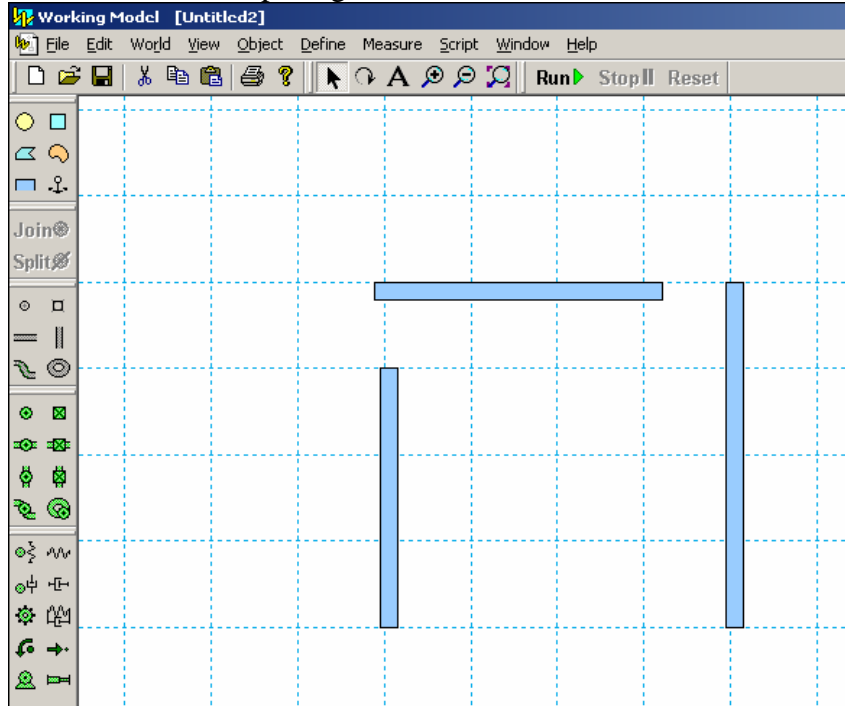 Working Model [Untitled2]
File Edit World View Object Define Measure Script Window Help
A Run Stop Reset
Join
Split